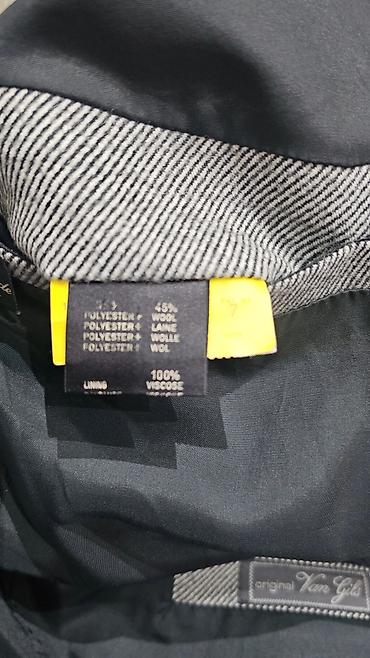 45%
POLYESTER+ WOOL
POLYESTER+ LAINE
POLYESTER+ WOLLE
POLYESTER+ WOL
100%
LINING VISCOSE
original Van Gils